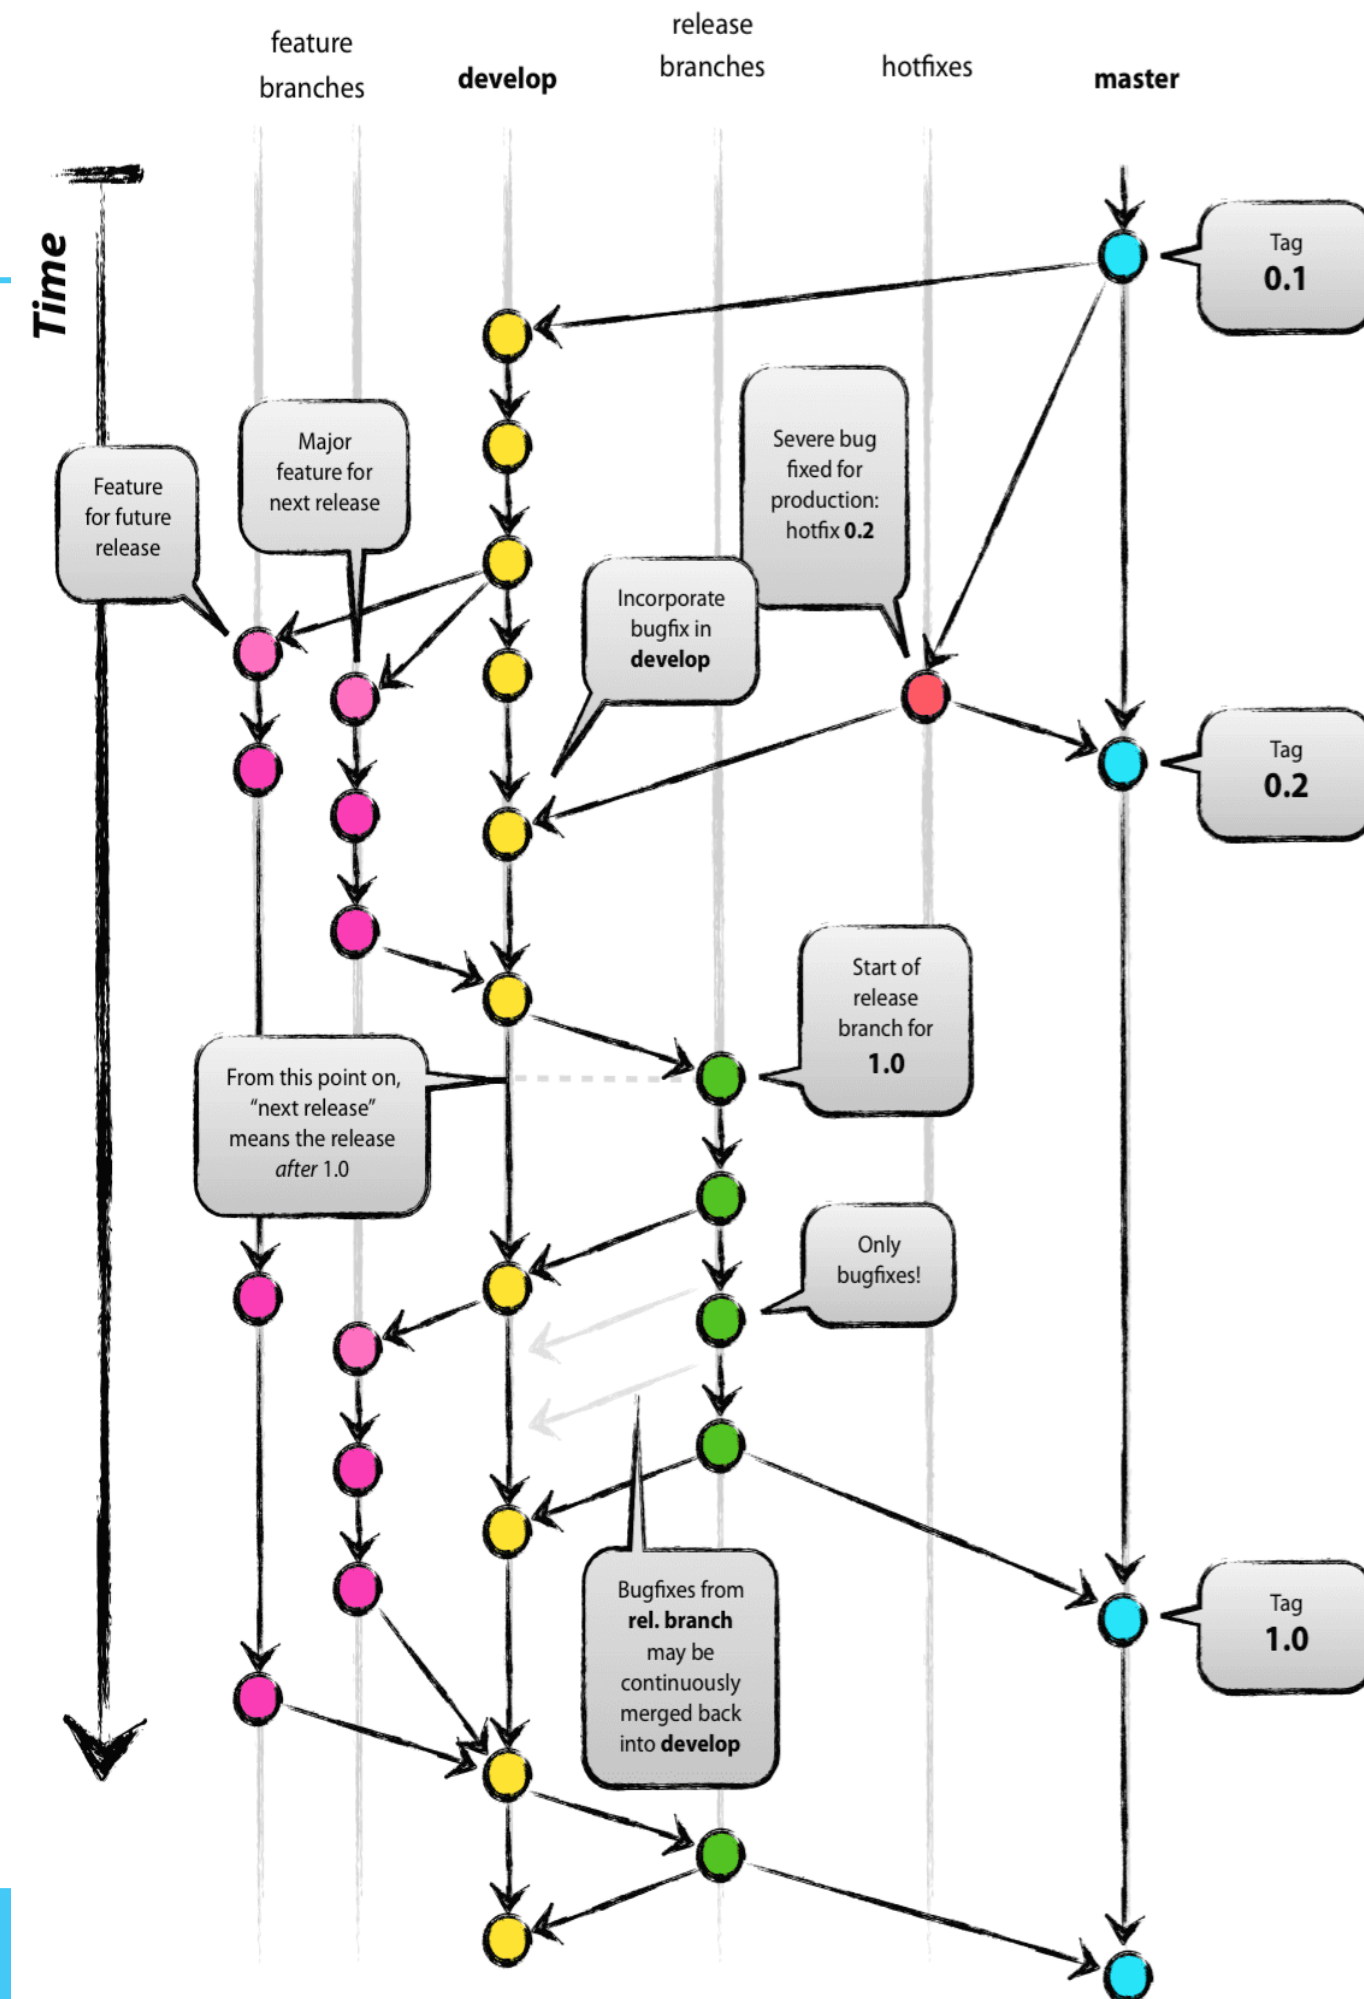 feature
branches
develop
release
branches
hotfixes
master
Time
Tag
0.1
Feature
for future
release
Major
feature for
next release
Severe bug
fixed for
production:
hotfix 0.2
Incorporate
bugfix in
develop
Tag
0.2
Start of
release
branch for
1.0
From this point on,
“next release”
means the release
after 1.0
Only
bugfixes!
Bugfixes from
rel. branch
may be
continuously
merged back
into develop
Tag
1.0